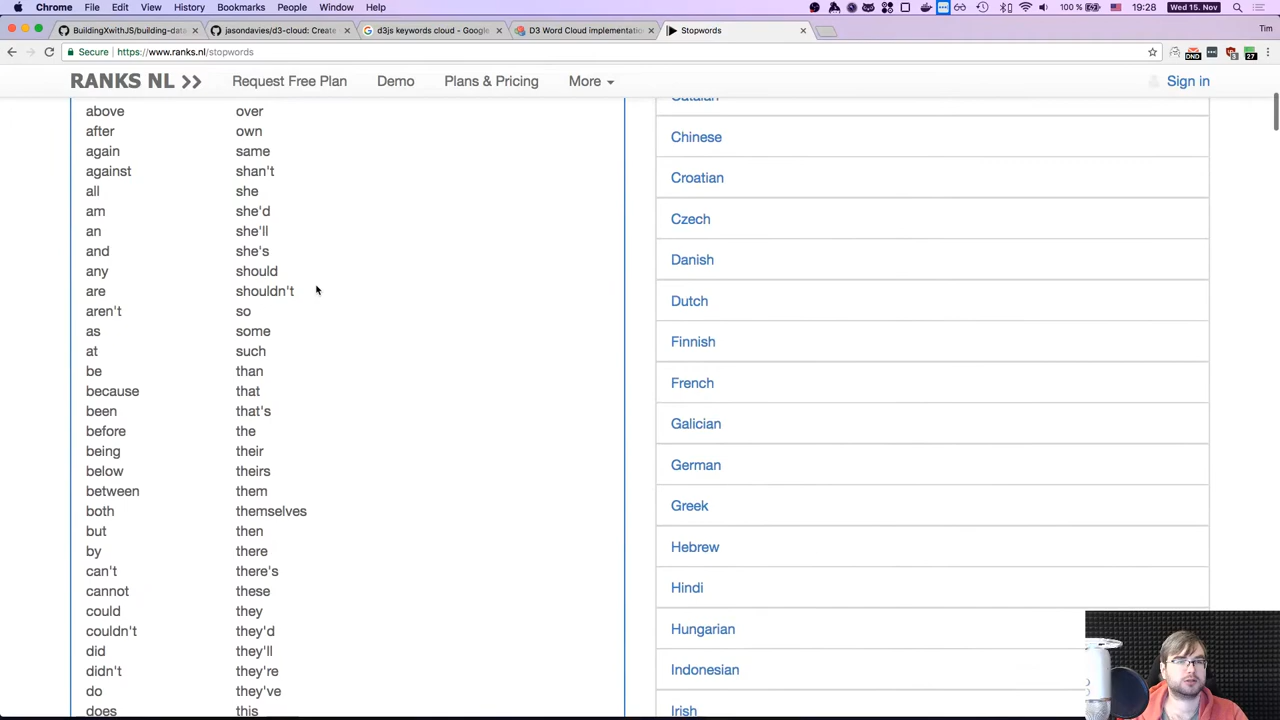 Chrome File Edit View History Bookmarks People Window Help 100 % Wed 15. Nov 19:28
BuildingXwithJS/building-data jasondavies/d3-cloud: Create d3js keywords cloud - Google D3 Word Cloud implementation Stopwords Tim
Secure https://www.ranks.nl/stopwords
RANKS NL >> Request Free Plan Demo Plans & Pricing More Sign in
above over
Catalan
after own
Chinese
again same
against shan't
Croatian
all she
am she'd
Czech
an she'll
and she's
Danish
any should
are shouldn't
Dutch
aren't so
as some
Finnish
at such
be than
French
because that
been that's
Galician
before the
being their
German
below theirs
between them
Greek
both themselves
but then
Hebrew
by there
can't there's
Hindi
cannot these
could they
Hungarian
couldn't they'd
did they'll
Indonesian
didn't they're
do they've
does this
Irish